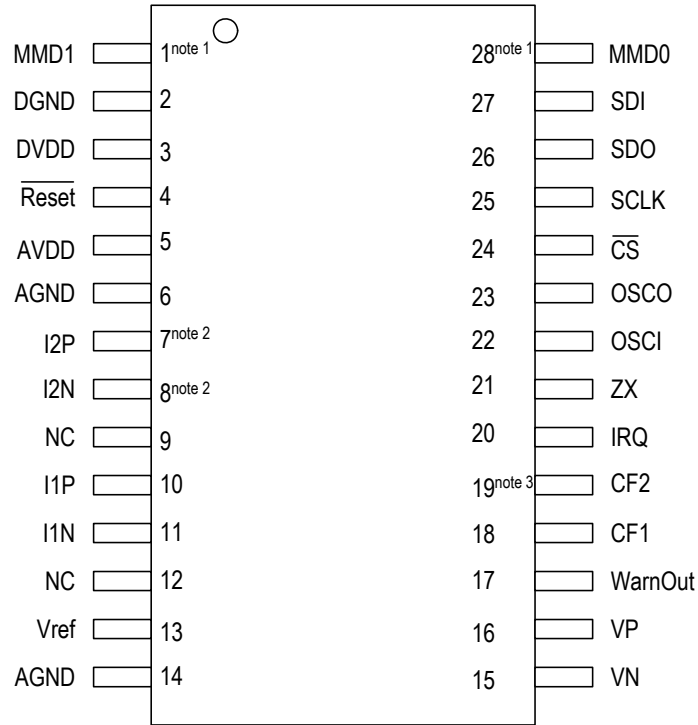 MMD1 1note 1 28note 1 MMD0
DGND 2 27 SDI
DVDD 3 26 SDO
Reset 4 25 SCLK
AVDD 5 24 CS
AGND 6 23 OSCO
I2P 7note 2 22 OSCI
I2N 8note 2 21 ZX
NC 9 20 IRQ
I1P 10 19note 3 CF2
I1N 11 18 CF1
NC 12 17 WarnOut
Vref 13 16 VP
AGND 14 15 VN